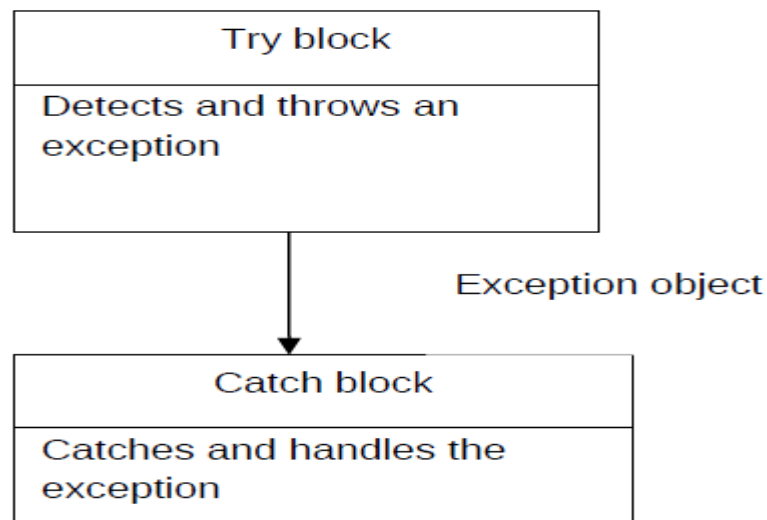 Try block
Detects and throws an
exception
Exception object
Catch block
Catches and handles the
exception